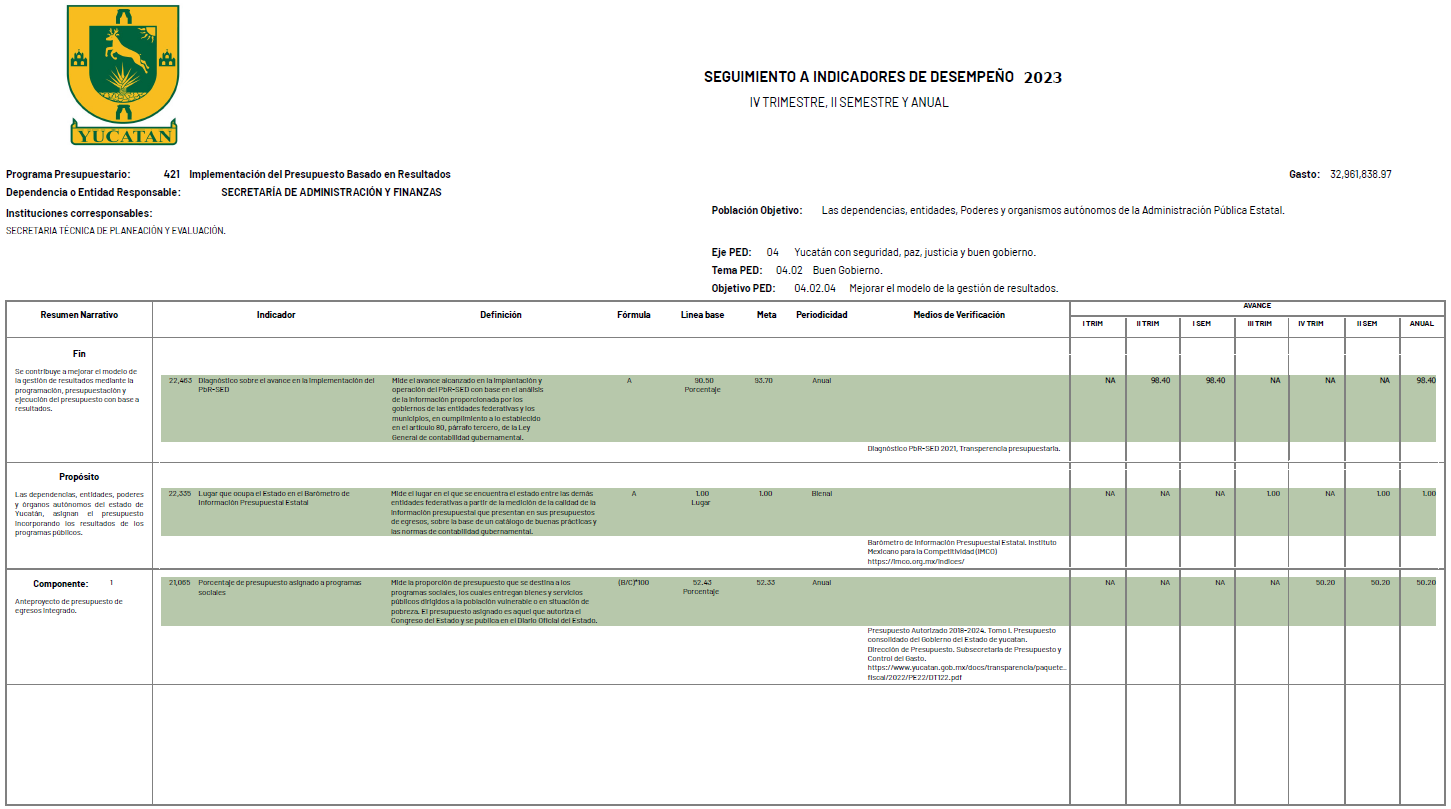 YUCATAN
SEGUIMIENTO A INDICADORES DE DESEMPEÑO 2023
IV TRIMESTRE, II SEMESTRE Y ANUAL
Programa Presupuestario: 421 Implementación del Presupuesto Basado en Resultados
Gasto: 32,961,838.97
Dependencia o Entidad Responsable: SECRETARÍA DE ADMINISTRACIÓN Y FINANZAS
Instituciones corresponsables:
SECRETARIA TÉCNICA DE PLANEACIÓN Y EVALUACIÓN.
Población Objetivo: Las dependencias, entidades, Poderes y organismos autónomos de la Administración Pública Estatal.
Eje PED: 04 Yucatán con seguridad, paz, justicia y buen gobierno.
Tema PED: 04.02 Buen Gobierno.
Objetivo PED: 04.02.04 Mejorar el modelo de la gestión de resultados.
Resumen Narrativo Indicador Definición Fórmula Linea base Meta Periodicidad Medios de Verificación
AVANCE
I TRIM II TRIM I SEM III TRIM IV TRIM II SEM ANUAL
Fin
Se contribuye a mejorar el modelo de
la gestión de resultados mediante la
programación, presupuestación y
ejecución del presupuesto con base a
resultados.
22,463 Diagnóstico sobre el avance en la implementación del
PbR-SED
Mide el avance alcanzado en la implantación y
operación del PbR-SED con base en el análisis
de la información proporcionada por los
gobiernos de las entidades federativas y los
municipios, en cumplimiento a lo establecido
en el artículo 80, párrafo tercero, de la Ley
General de contabilidad gubernamental.
A 90.50 93.70 Anual
Porcentaje
NA 98.40 98.40 NA NA NA 98.40
Diagnóstico PbR-SED 2021, Transperencia presupuestaria.
Propósito
Las dependencias, entidades, poderes
y órganos autónomos del estado de
Yucatán, asignan el presupuesto
incorporando los resultados de los
programas públicos.
22,335 Lugar que ocupa el Estado en el Barómetro de
Información Presupuestal Estatal
Mide el lugar en el que se encuentra el estado entre las demás
entidades federativas a partir de la medición de la calidad de la
información presupuestal que presentan en sus presupuestos
de egresos, sobre la base de un catálogo de buenas prácticas y
las normas de contabilidad gubernamental.
A 1.00 1.00 Bienal
Lugar
NA NA NA 1.00 NA 1.00 1.00
Barómetro de Información Presupuestal Estatal. Instituto
Mexicano para la Competitividad (IMCO)
https://imco.org.mx/indices/
Componente: 1
Anteproyecto de presupuesto de
egresos integrado.
21,065 Porcentaje de presupuesto asignado a programas
sociales
Mide la proporción de presupuesto que se destina a los
programas sociales, los cuales entregan bienes y servicios
públicos dirigidos a la población vulnerable o en situación de
pobreza. El presupuesto asignado es aquel que autoriza el
Congreso del Estado y se publica en el Diario Oficial del Estado.
(B/C)*100 52.43 52.33 Anual
Porcentaje
NA NA NA NA 50.20 50.20 50.20
Presupuesto Autorizado 2018-2024. Tomo I. Presupuesto
consolidado del Gobierno del Estado de yucatan.
Dirección de Presupuesto. Subsecretaría de Presupuesto y
Control del Gasto.
https://www.yucatan.gob.mx/docs/transparencia/paquete_
fiscal/2022/PE22/DT122.pdf